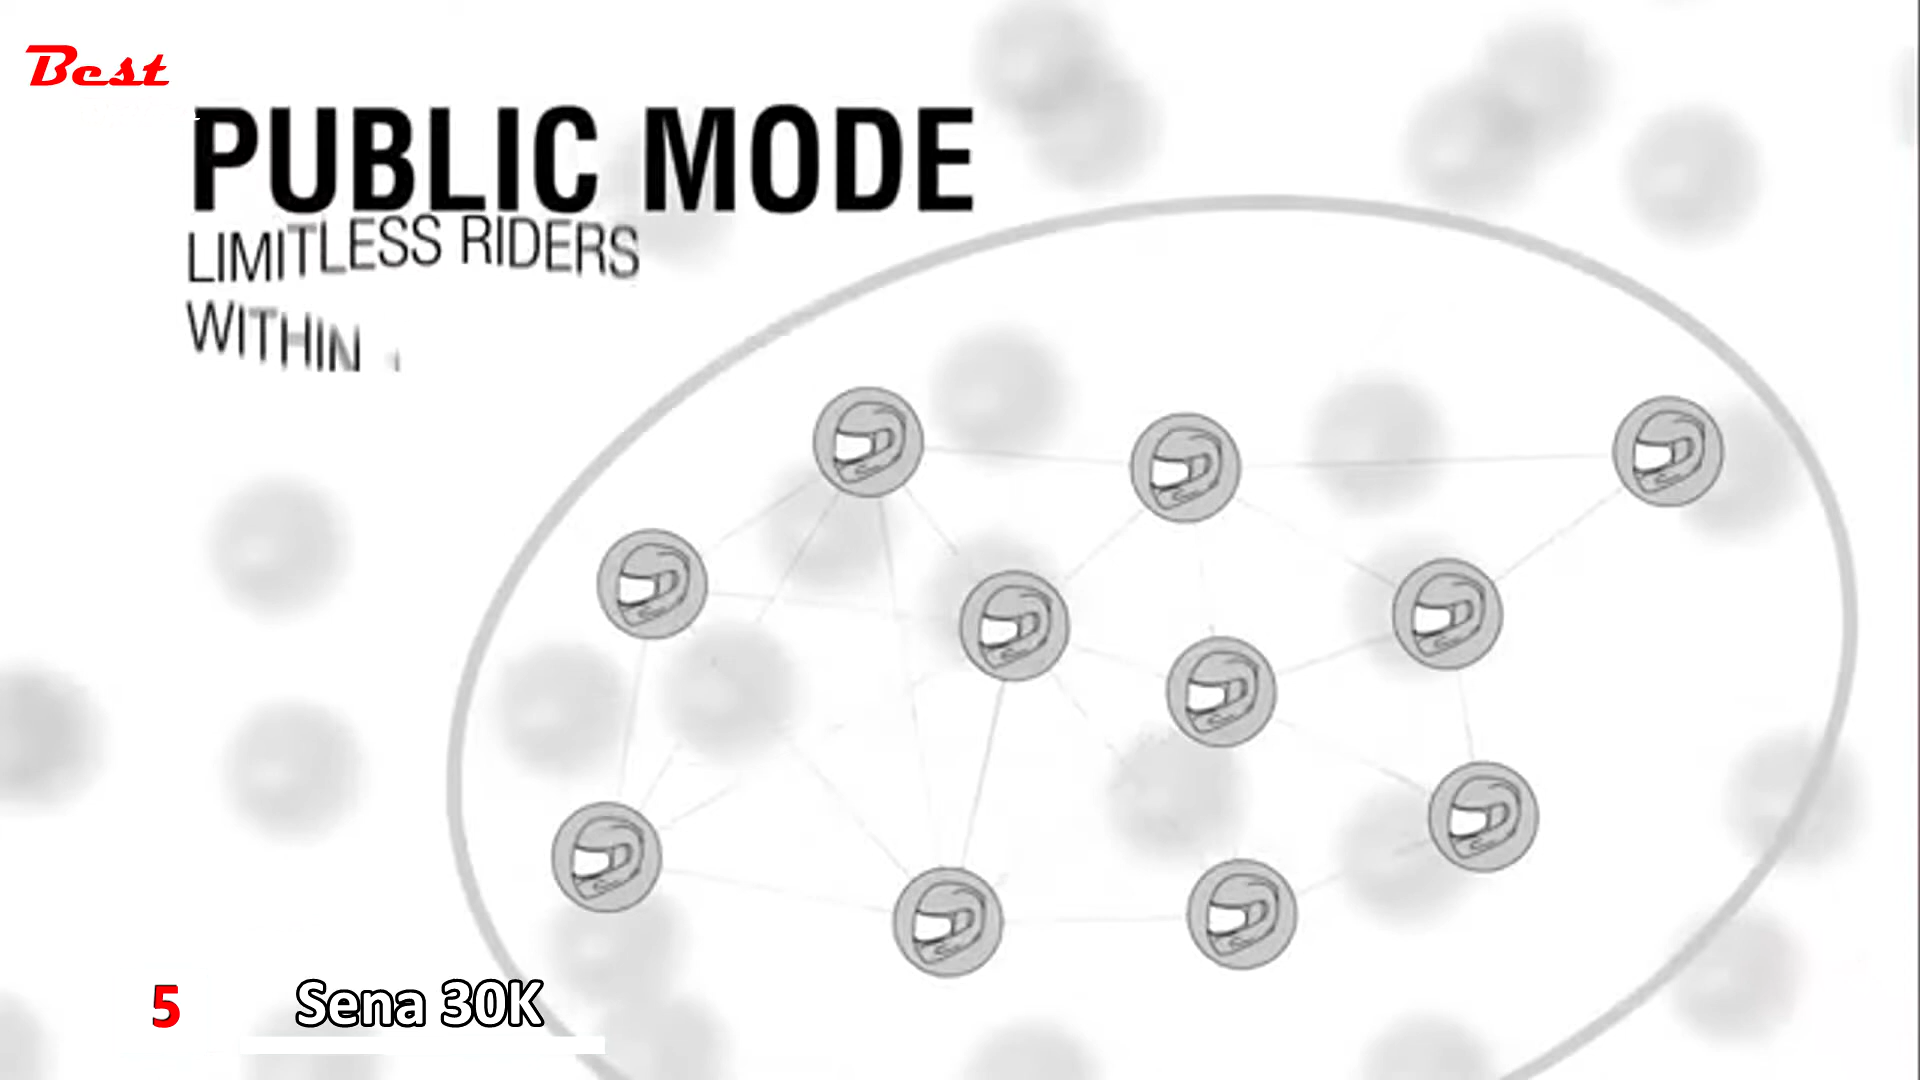 Best
PUBLIC MODE
LIMITLESS RIDERS
WITHIN
5 Sena 30K